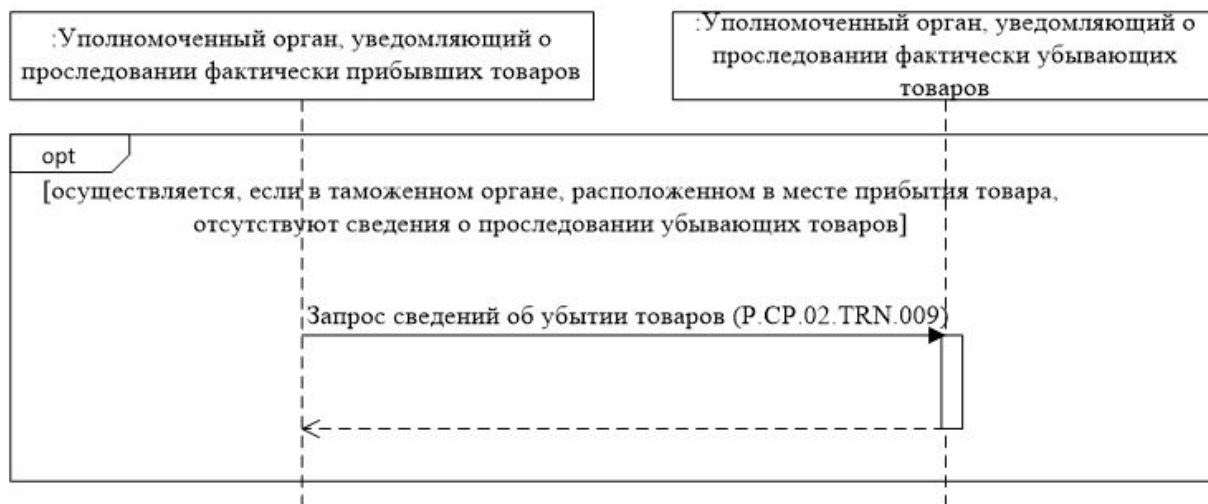 :Уполномоченный орган, уведомляющий о
проследовании фактически прибывших товаров
:Уполномоченный орган, уведомляющий о
проследовании фактически убывающих
товаров
opt
[осуществляется, если в таможенном органе, расположенном в месте прибытия товара,
отсутствуют сведения о проследовании убывающих товаров]
Запрос сведений об убытии товаров (P.CP.02.TRN.009)